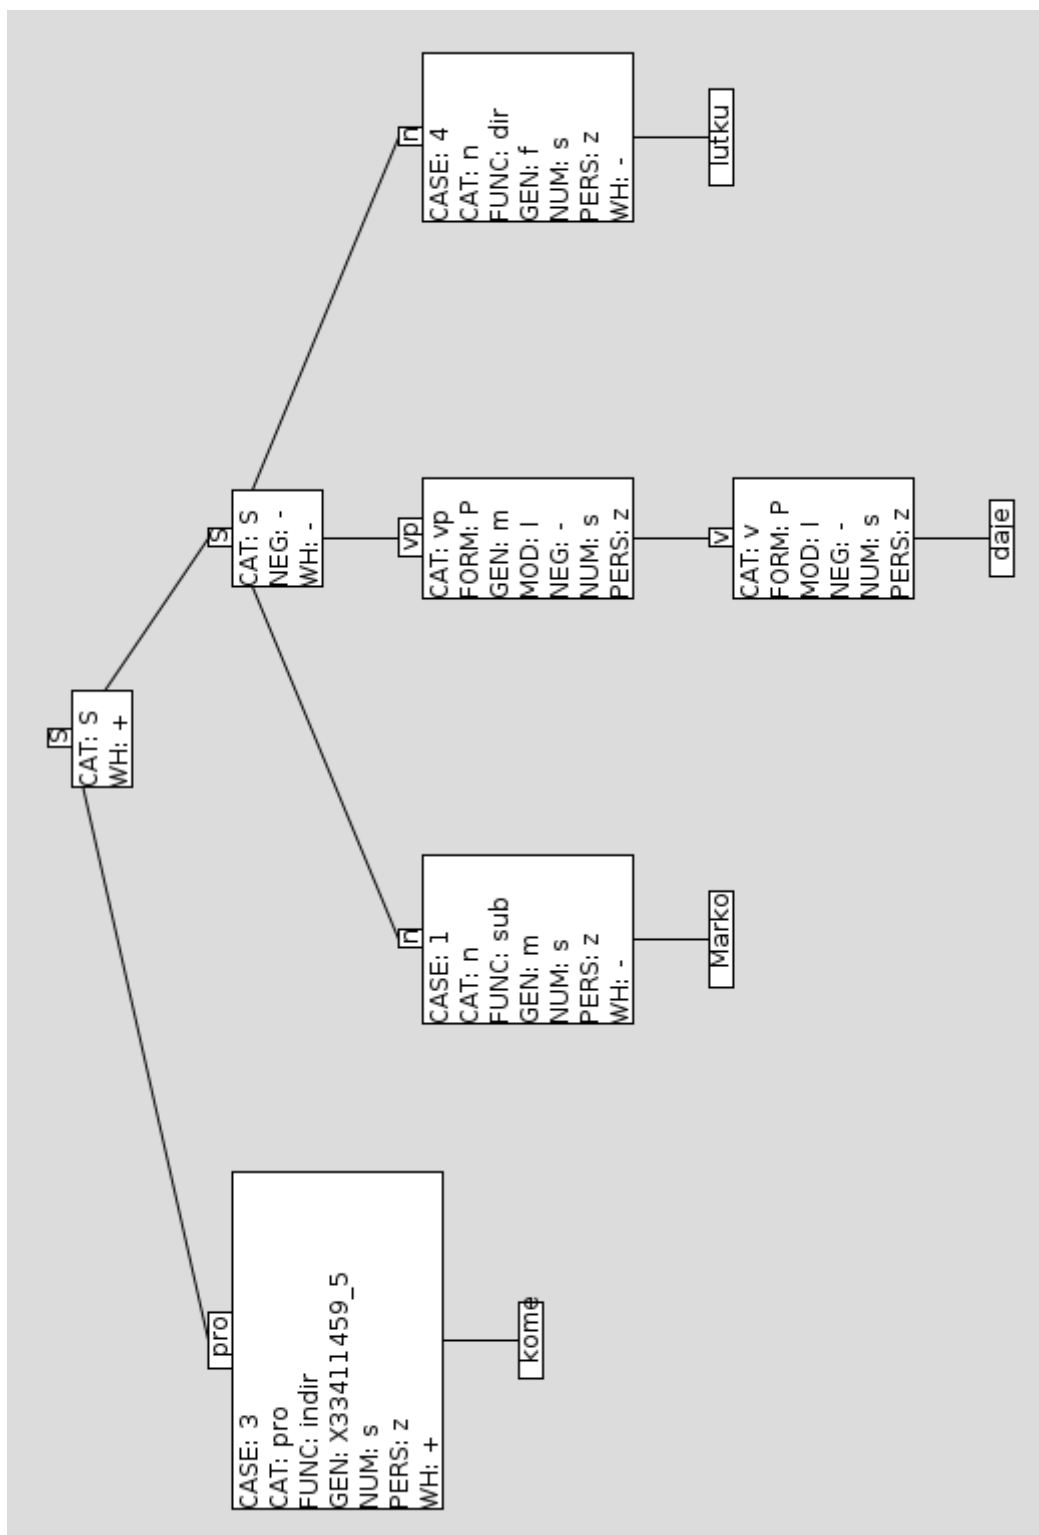 S
CAT: S
WH: +
pro
CASE: 3
CAT: pro
FUNC: indir
GEN: X33411459_5
NUM: s
PERS: z
WH: +
kome
S
CAT: S
NEG: -
WH: -
n
CASE: 1
CAT: n
FUNC: sub
GEN: m
NUM: s
PERS: z
WH: -
Marko
vp
CAT: vp
FORM: P
GEN: m
MOD: I
NEG: -
NUM: s
PERS: z
v
CAT: v
FORM: P
MOD: I
NEG: -
NUM: s
PERS: z
daje
n
CASE: 4
CAT: n
FUNC: dir
GEN: f
NUM: s
PERS: z
WH: -
lutku